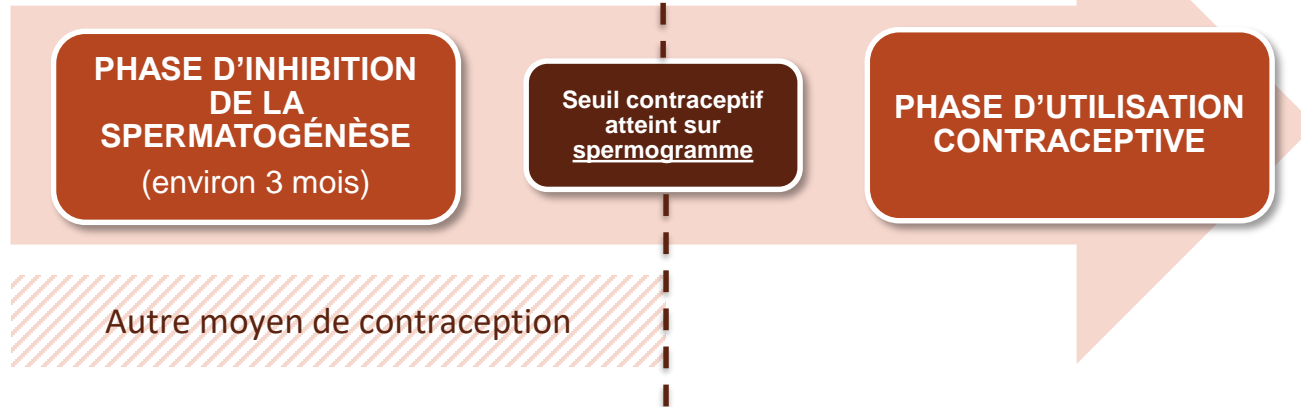 PHASE D’INHIBITION
DE LA
SPERMATOGÉNÈSE
(environ 3 mois)
Seuil contraceptif
atteint sur
spermogramme
PHASE D’UTILISATION
CONTRACEPTIVE
Autre moyen de contraception